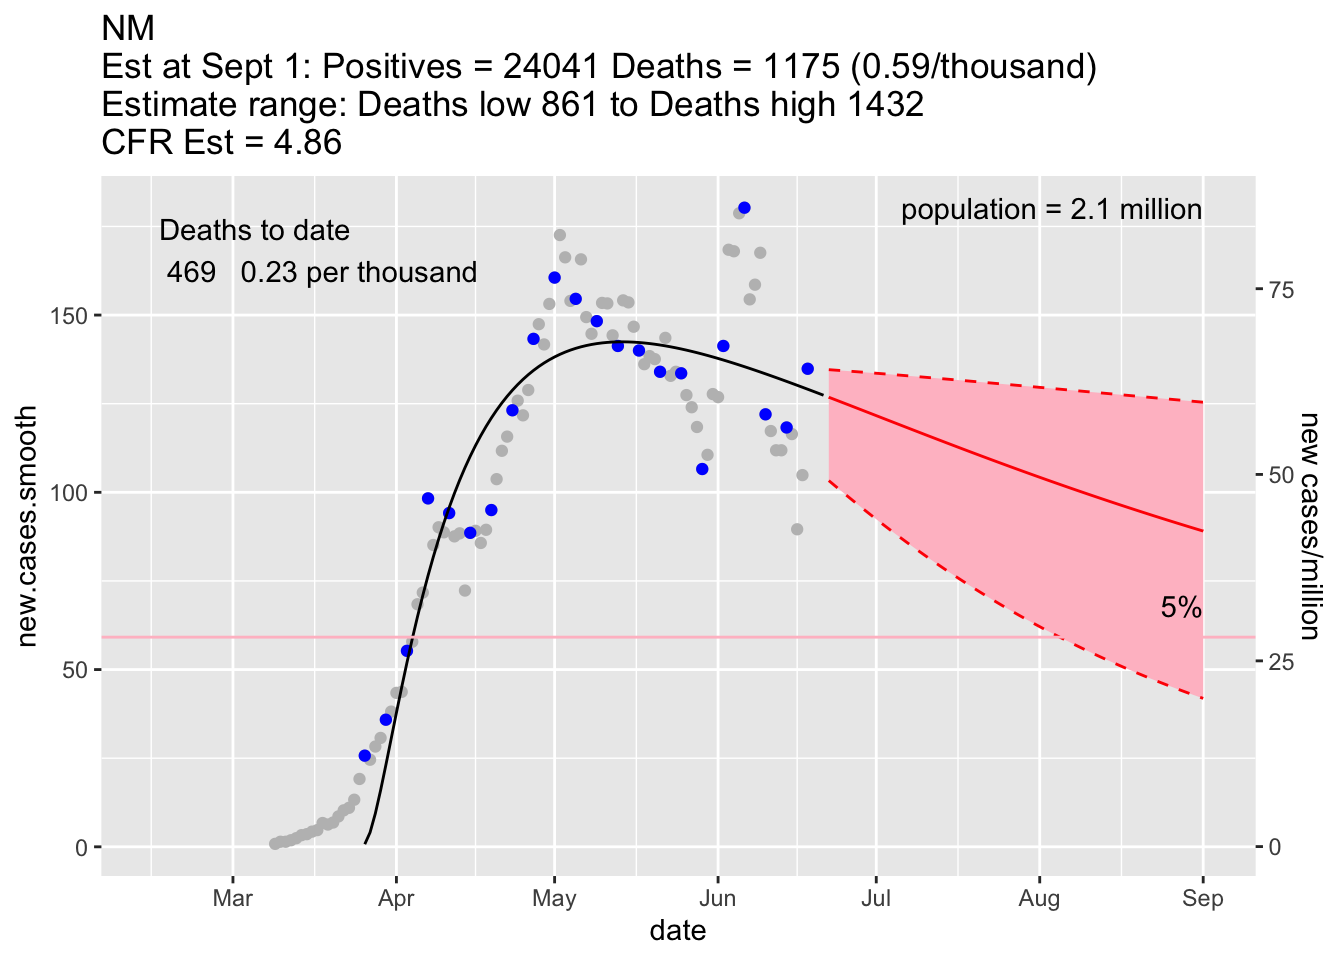 NM
Est at Sept 1: Positives = 24041 Deaths = 1175 (0.59/thousand)
Estimate range: Deaths low 861 to Deaths high 1432
CFR Est = 4.86
Deaths to date
469 0.23 per thousand
population = 2.1 million
5%
new.cases.smooth
150
100
50
0
75
50
25
0
new cases/million
Mar Apr May Jun Jul Aug Sep
date